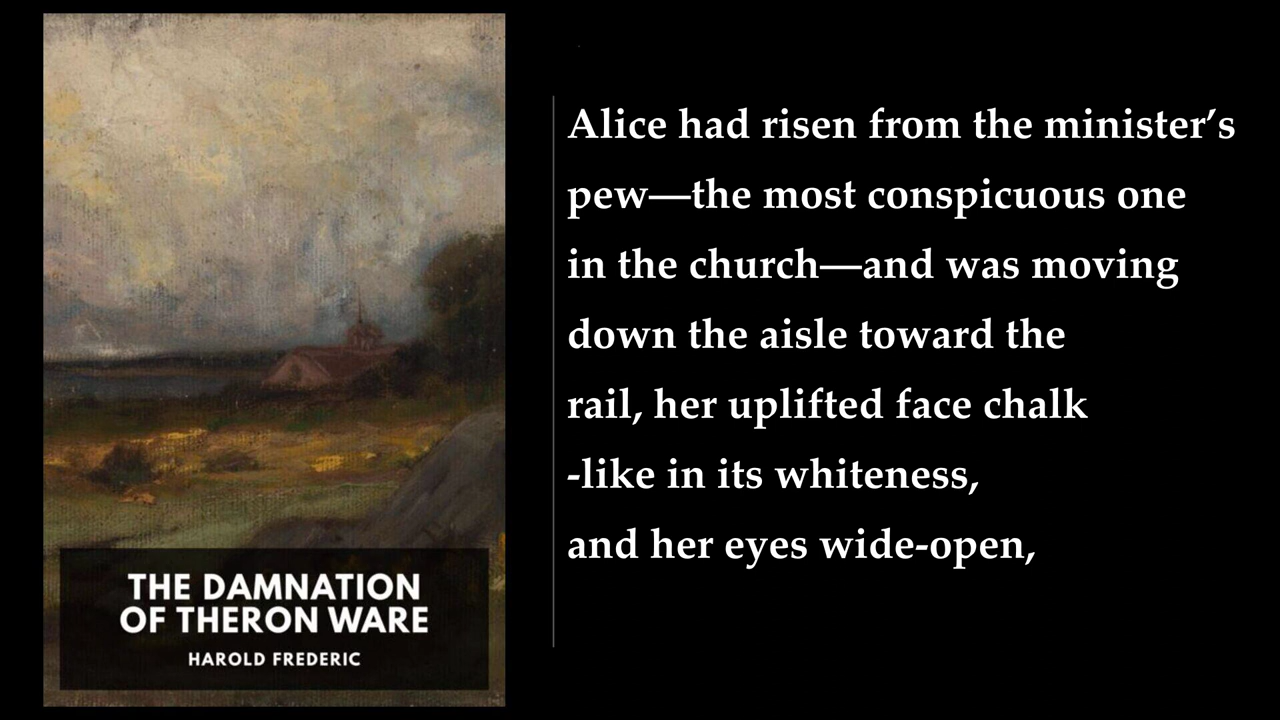 THE DAMNATION
OF THERON WARE
HAROLD FREDERIC
Alice had risen from the minister’s
pew—the most conspicuous one
in the church—and was moving
down the aisle toward the
rail, her uplifted face chalk
-like in its whiteness,
and her eyes wide-open,